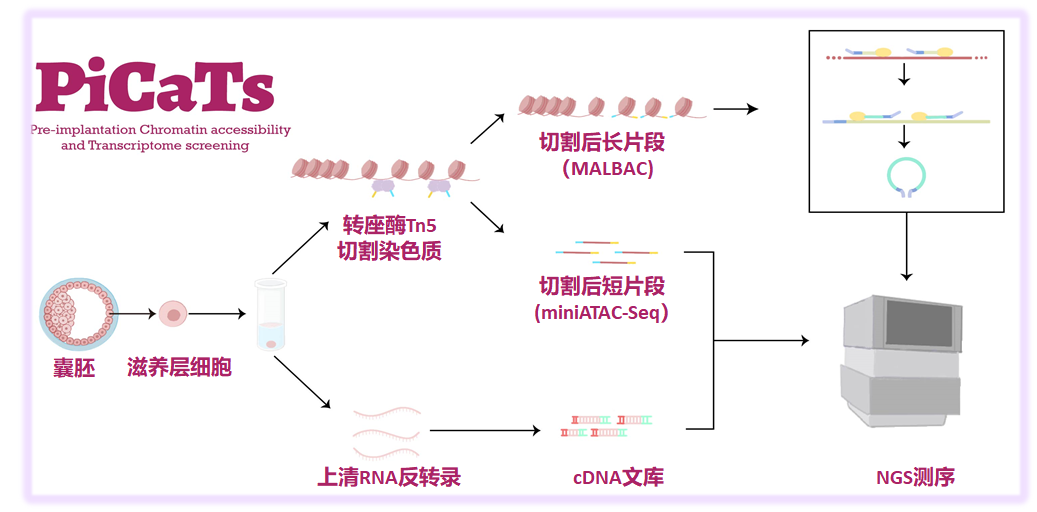 PiCaTs
Pre-implantation Chromatin accessibility
and Transcriptome screening
切割后长片段
（MALBAC)
转座酶Tn5
切割染色质
切割后短片段
(miniATAC-Seq）
囊胚
滋养层细胞
上清RNA反转录
cDNA文库
NGS测序